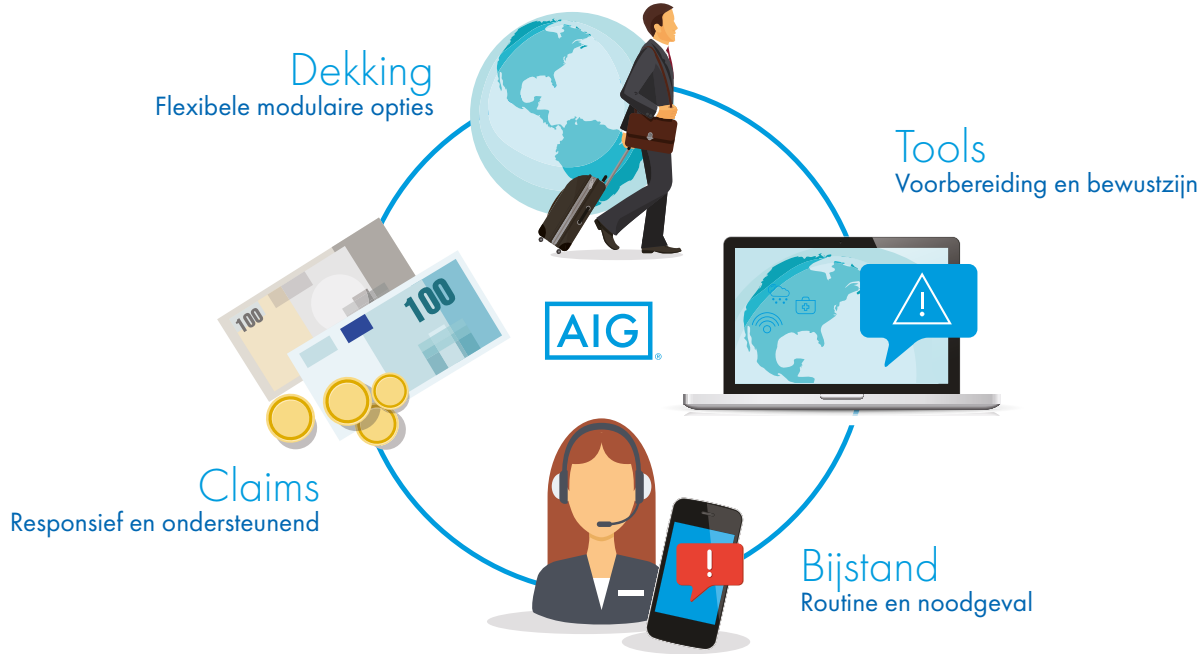 Dekking
Flexibele modulaire opties
Tools
Voorbereiding en bewustzijn
100
100
AIG®
Claims
Responsief en ondersteunend
Bijstand
Routine en noodgeval